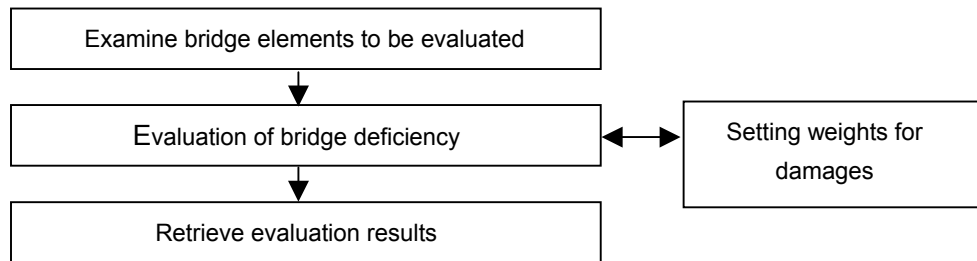 Examine bridge elements to be evaluated
Evaluation of bridge deficiency
Setting weights for
damages
Retrieve evaluation results